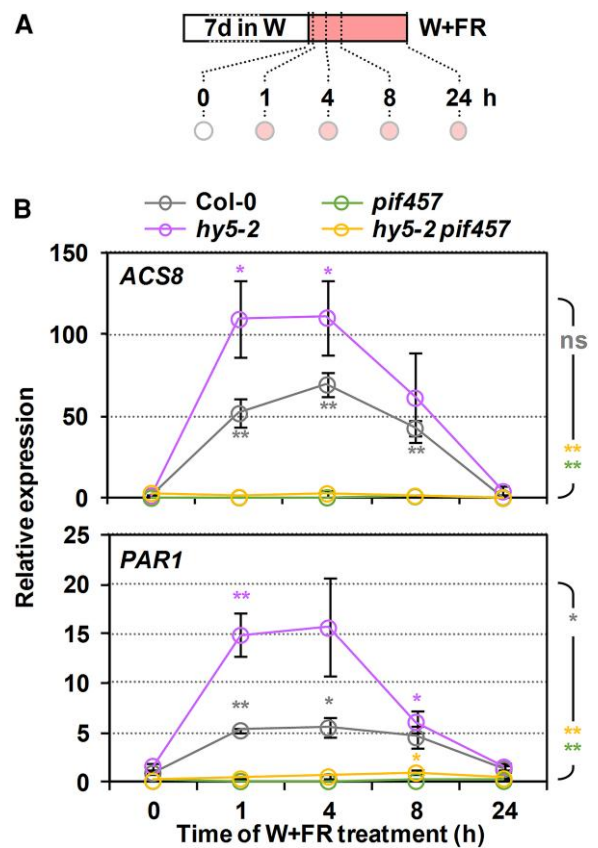 A
7d in W
W+FR
0 1 4 8 24 h
B
Col-0
pif457
hy5-2
hy5-2 pif457
Relative expression
150
100
50
0
ACS8
*
*
**
**
**
ns
**
**
25
20
15
10
5
0
PAR1
**
**
*
*
*
*
**
**
0 1 4 8 24
Time of W+FR treatment (h)